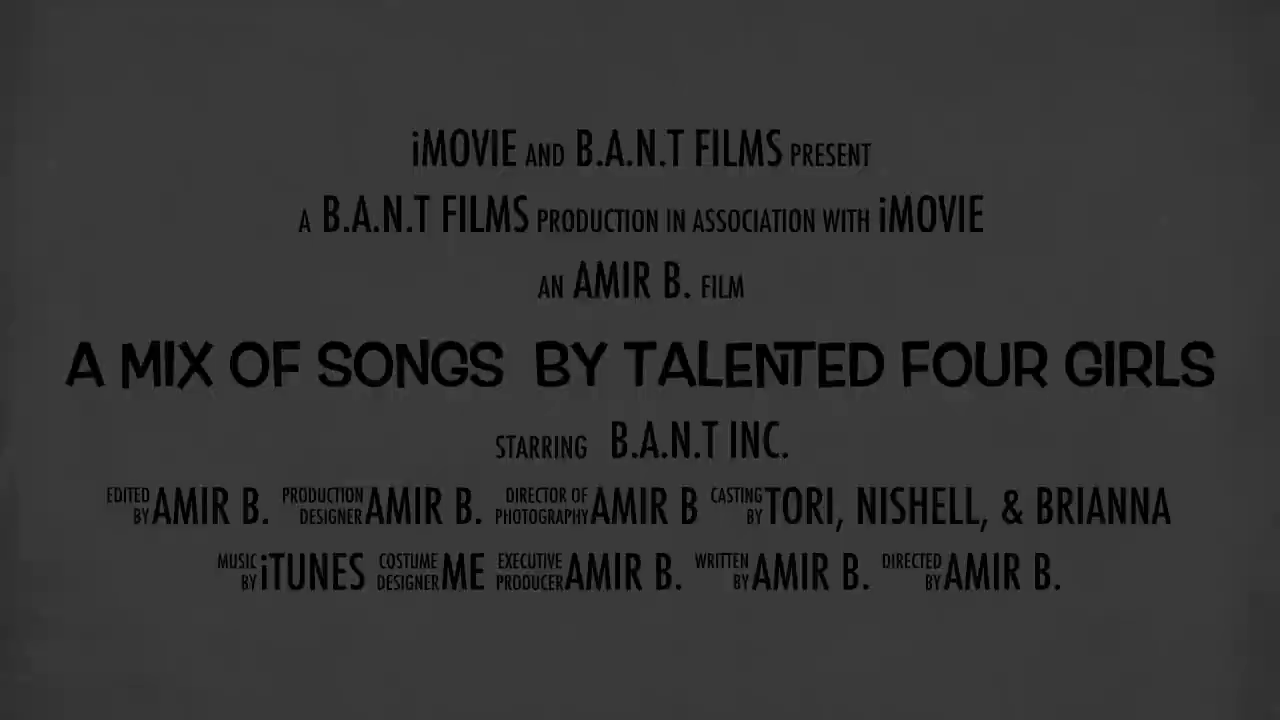 iMOVIE AND B.A.N.T FILMS PRESENT
A B.A.N.T FILMS PRODUCTION IN ASSOCIATION WITH iMOVIE
AN AMIR B. FILM
A MIX OF SONGS BY TALENTED FOUR GIRLS
STARRING B.A.N.T INC.
EDITED BY AMIR B. PRODUCTION DESIGNER AMIR B. DIRECTOR OF PHOTOGRAPHY AMIR B CASTING BY TORI, NISHELL, & BRIANNA
MUSIC BY iTUNES COSTUME DESIGNER ME EXECUTIVE PRODUCER AMIR B. WRITTEN BY AMIR B. DIRECTED BY AMIR B.